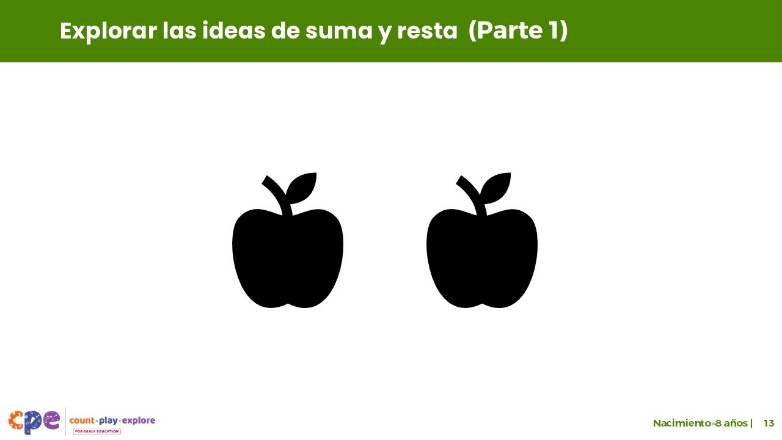 Explorar las ideas de suma y resta (Parte 1)
cpe
count·play·explore
FOR EARLY EDUCATION
Nacimiento-8 años | 13